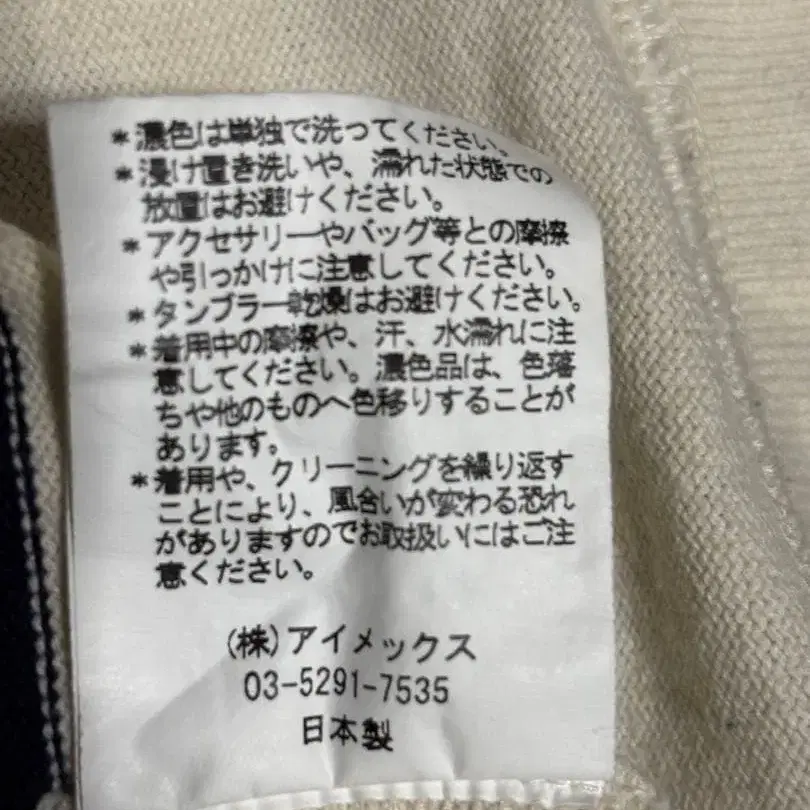 *濃色は単独で洗ってください。
*浸け置き洗いや、濡れた状態での
放置はお避けください。
*アクセサリーやバッグ等との摩擦
や引っかけに注意してください。
*タンブラー乾燥はお避けください。
*着用中の摩擦や、汗、水濡れに注
意してください。濃色品は、色落
ちや他のものへ色移りすることが
あります。
*着用や、クリーニングを繰り返す
ことにより、風合いが変わる恐れ
がありますのでお取扱いにはご注
意ください。
(株)アイメックス
03-5291-7535
日本製